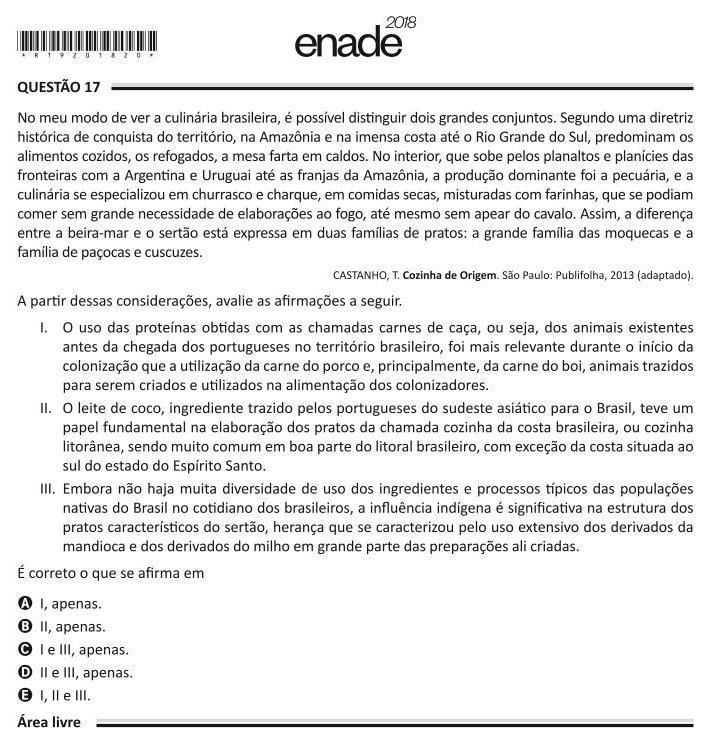 enade2018
*R19201820*
QUESTÃO 17
No meu modo de ver a culinária brasileira, é possível distinguir dois grandes conjuntos. Segundo uma diretriz
histórica de conquista do território, na Amazônia e na imensa costa até o Rio Grande do Sul, predominam os
alimentos cozidos, os refogados, a mesa farta em caldos. No interior, que sobe pelos planaltos e planícies das
fronteiras com a Argentina e Uruguai até as franjas da Amazônia, a produção dominante foi a pecuária, e a
culinária se especializou em churrasco e charque, em comidas secas, misturadas com farinhas, que se podiam
comer sem grande necessidade de elaborações ao fogo, até mesmo sem apear do cavalo. Assim, a diferença
entre a beira-mar e o sertão está expressa em duas famílias de pratos: a grande família das moquecas e a
família de paçocas e cuscuzes.
CASTANHO, T. Cozinha de Origem. São Paulo: Publifolha, 2013 (adaptado).
A partir dessas considerações, avalie as afirmações a seguir.
I. O uso das proteínas obtidas com as chamadas carnes de caça, ou seja, dos animais existentes
antes da chegada dos portugueses no território brasileiro, foi mais relevante durante o início da
colonização que a utilização da carne do porco e, principalmente, da carne do boi, animais trazidos
para serem criados e utilizados na alimentação dos colonizadores.
II. O leite de coco, ingrediente trazido pelos portugueses do sudeste asiático para o Brasil, teve um
papel fundamental na elaboração dos pratos da chamada cozinha da costa brasileira, ou cozinha
litorânea, sendo muito comum em boa parte do litoral brasileiro, com exceção da costa situada ao
sul do estado do Espírito Santo.
III. Embora não haja muita diversidade de uso dos ingredientes e processos típicos das populações
nativas do Brasil no cotidiano dos brasileiros, a influência indígena é significativa na estrutura dos
pratos característicos do sertão, herança que se caracterizou pelo uso extensivo dos derivados da
mandioca e dos derivados do milho em grande parte das preparações ali criadas.
É correto o que se afirma em
A I, apenas.
B II, apenas.
C I e III, apenas.
D II e III, apenas.
E I, II e III.
Área livre